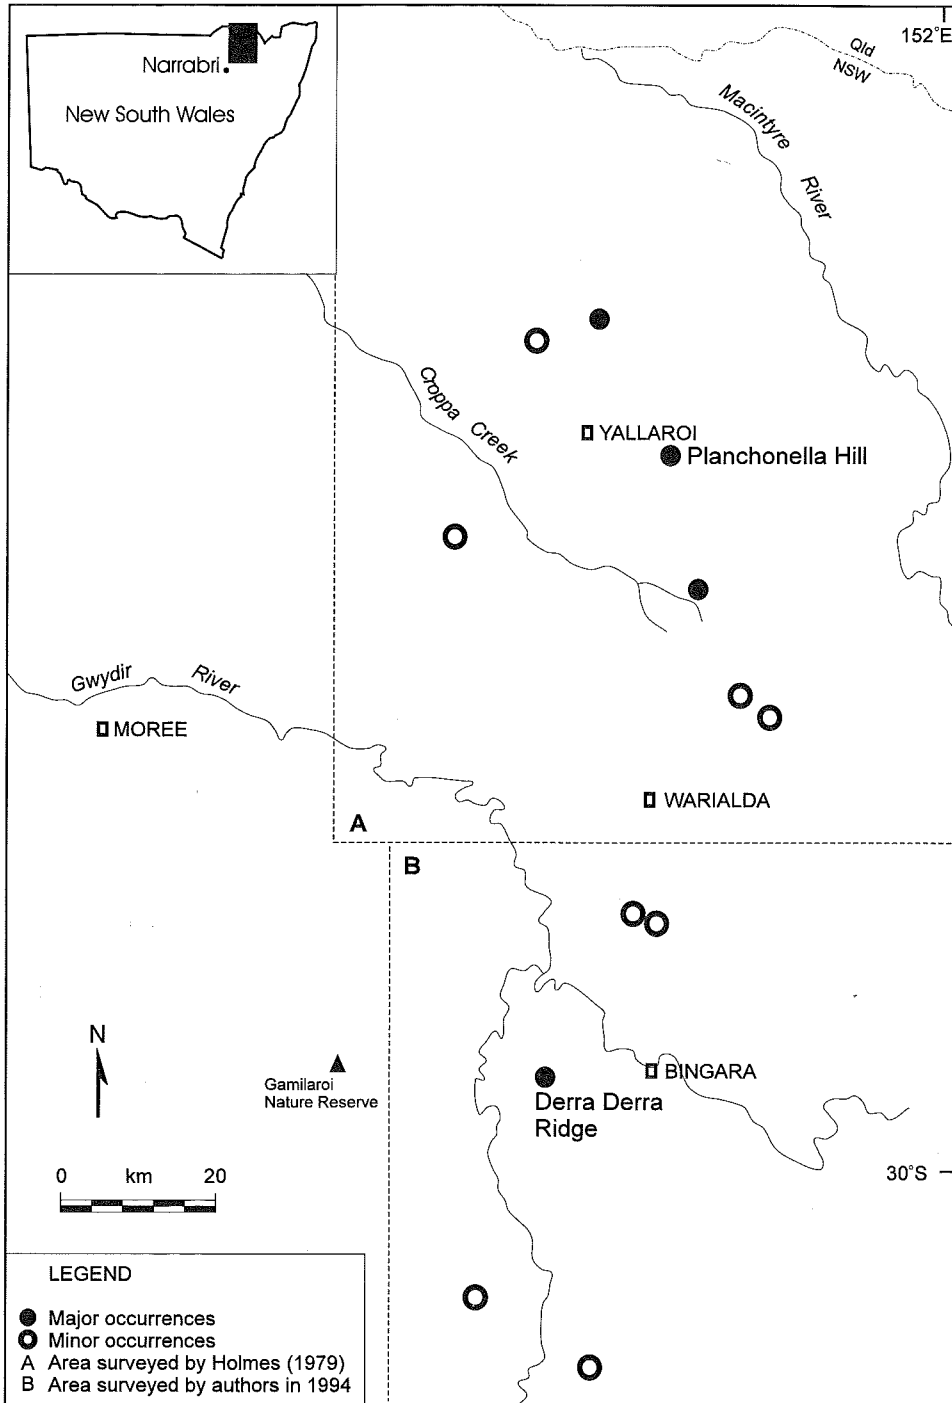 152°E
Qld
NSW
Narrabri
New South Wales
Macintyre River
Croppa Creek
YALLAROI
Planchonella Hill
Gwydir River
MOREE
WARIALDA
A
B
N
Gamilaroi
Nature Reserve
BINGARA
Derra Derra
Ridge
0 km 20
30°S
LEGEND
Major occurrences
Minor occurrences
A Area surveyed by Holmes (1979)
B Area surveyed by authors in 1994